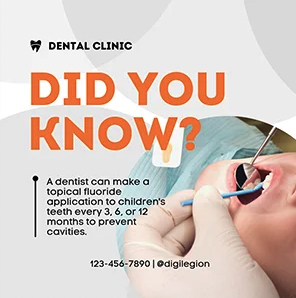 DENTAL CLINIC
DID YOU
KNOW?
A dentist can make a
topical fluoride
application to children's
teeth every 3, 6, or 12
months to prevent
cavities.
123-456-7890 | @digilegion